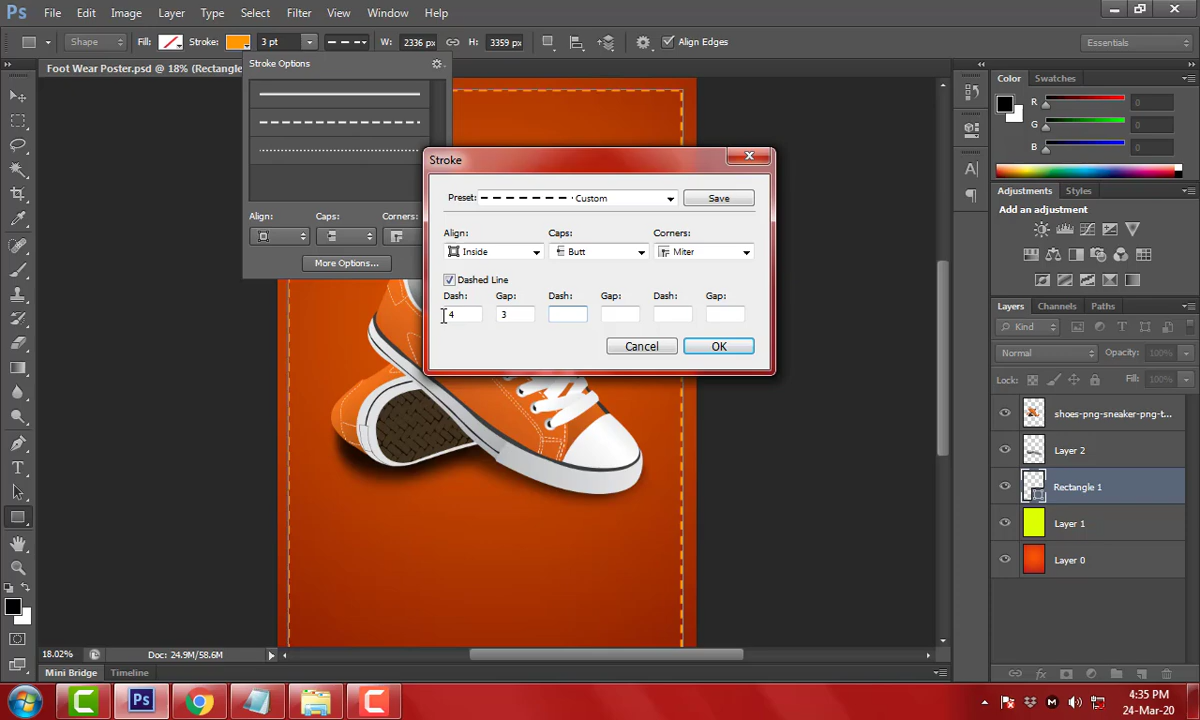 Ps File Edit Image Layer Type Select Filter View Window Help
Shape Fill: Stroke: 3 pt W: 2336 px H: 3359 px Align Edges Essentials
Foot Wear Poster.psd @ 18% (Rectangle
Stroke Options
Align: Caps: Corners:
More Options...
Stroke
Preset: Custom Save
Align: Caps: Corners:
Inside Butt Miter
Dashed Line
Dash: Gap: Dash: Gap: Dash: Gap:
4 3
Cancel OK
Color Swatches
R 0
G 0
B 0
Adjustments Styles
Add an adjustment
Layers Channels Paths
Kind
Normal Opacity: 100%
Lock: Fill: 100%
shoes-png-sneaker-png-t...
Layer 2
Rectangle 1
Layer 1
Layer 0
18.02% Doc: 24.9M/58.6M
Mini Bridge Timeline
Ps
4:35 PM
24-Mar-20